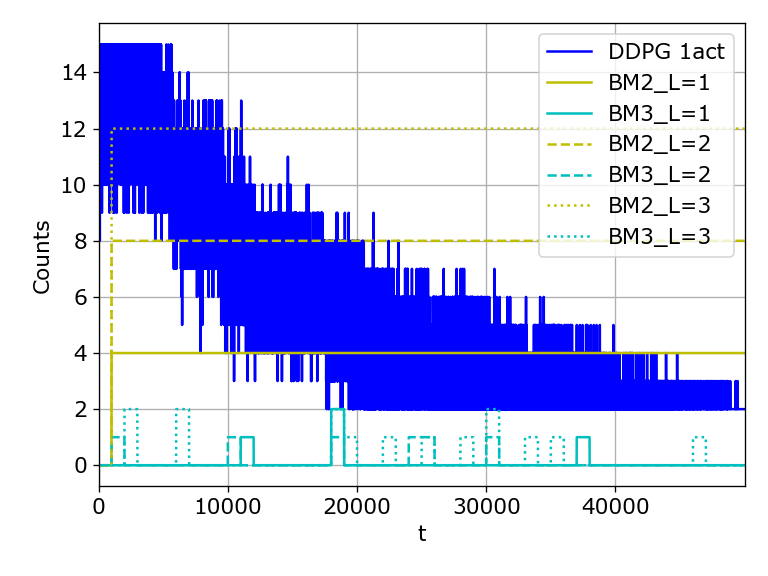 DDPG 1act
BM2_L=1
BM3_L=1
BM2_L=2
BM3_L=2
BM2_L=3
BM3_L=3
Counts
14
12
10
8
6
4
2
0
0 10000 20000 30000 40000
t